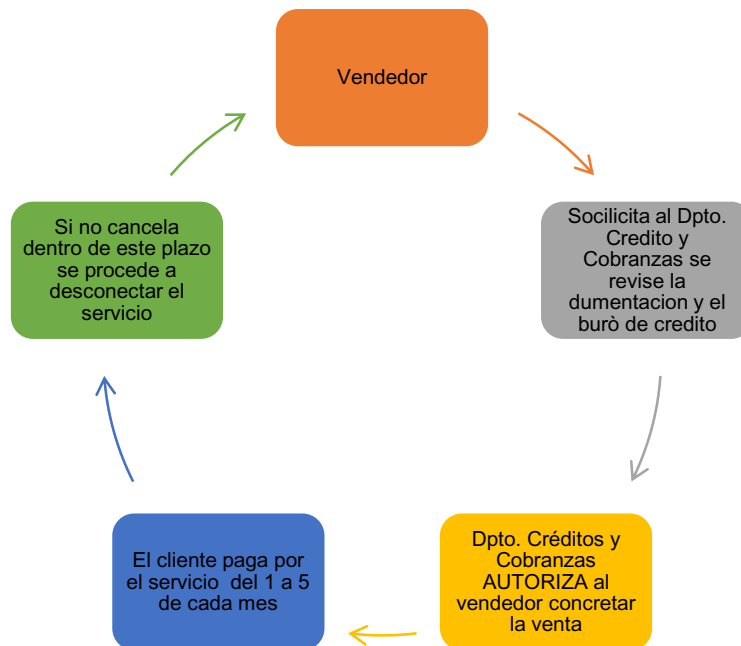 Vendedor
Socilicita al Dpto.
Credito y
Cobranzas se
revise la
dumentacion y el
burò de credito
Dpto. Créditos y
Cobranzas
AUTORIZA al
vendedor concretar
la venta
El cliente paga por
el servicio del 1 a 5
de cada mes
Si no cancela
dentro de este plazo
se procede a
desconectar el
servicio